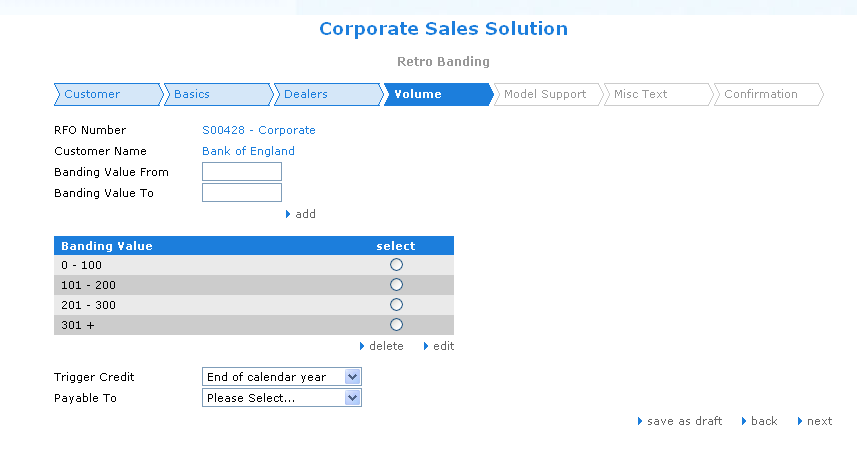 Corporate Sales Solution
Retro Banding
Customer Basics Dealers Volume Model Support Misc Text Confirmation
RFO Number S00428 - Corporate
Customer Name Bank of England
Banding Value From
Banding Value To
add
Banding Value select
0 - 100
101 - 200
201 - 300
301 +
delete edit
Trigger Credit End of calendar year
Payable To Please Select...
save as draft back next